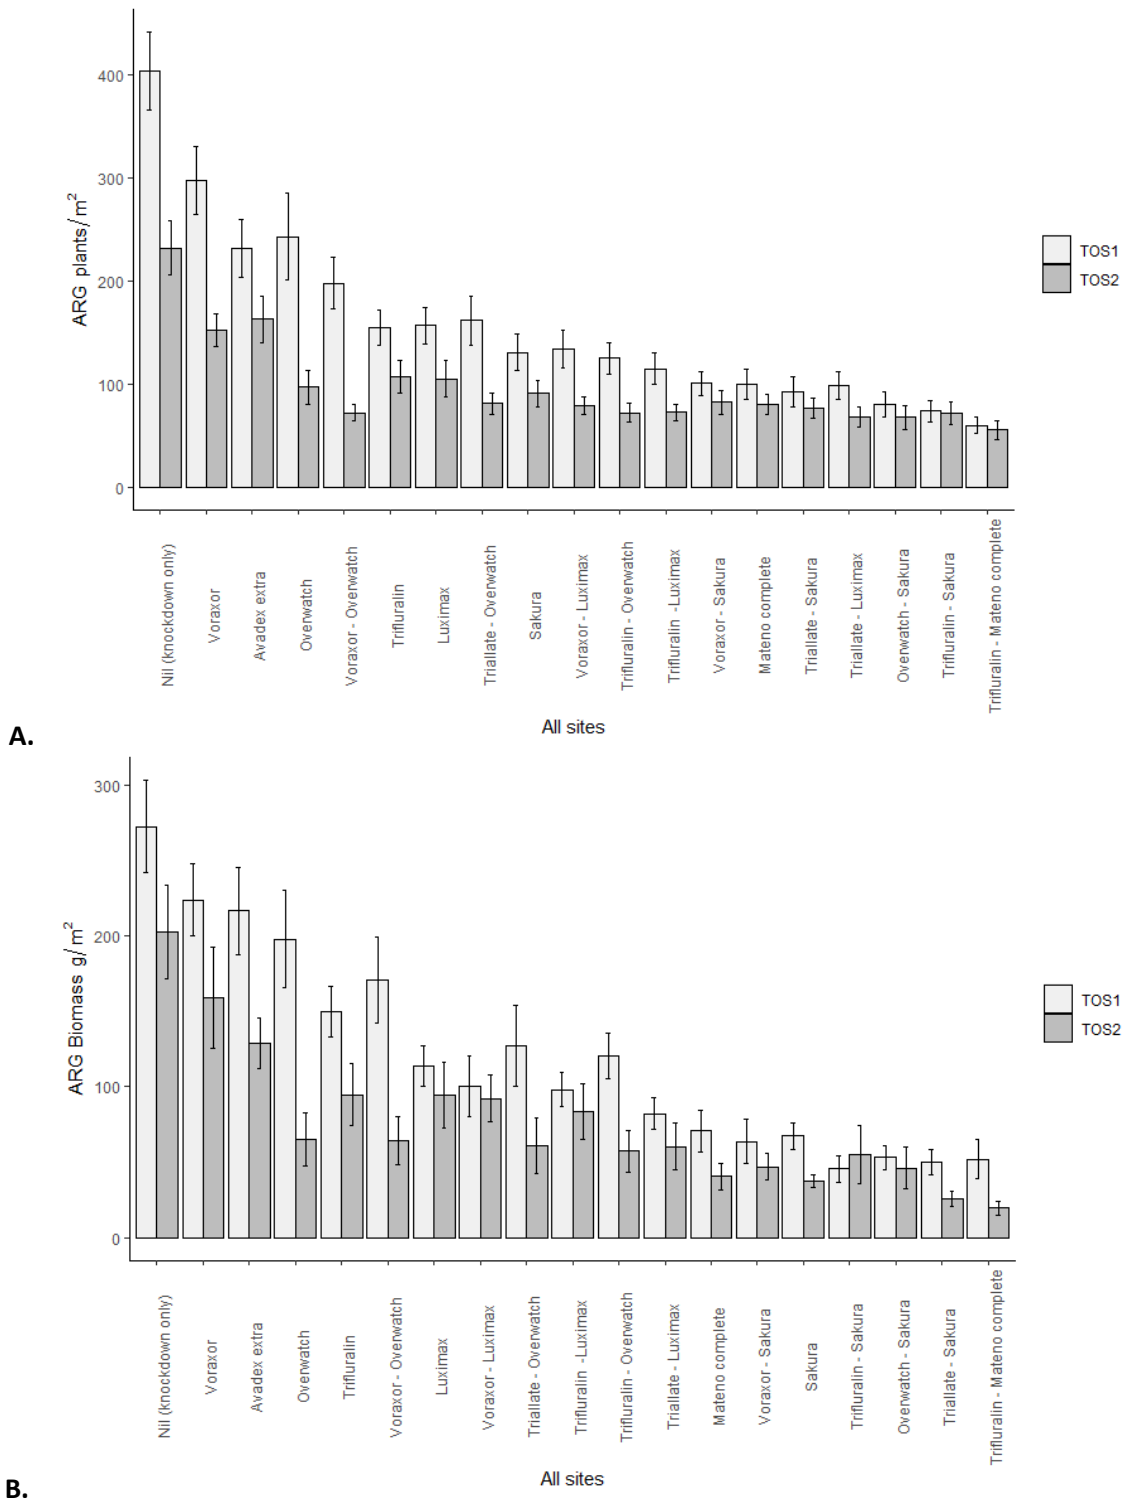 400
300
200
100
0
ARG plants/m²
TOS1
TOS2
Nil (knockdown only)
Voraxor
Avadex extra
Overwatch
Voraxor - Overwatch
Trifluralin
Luximax
Triallate - Overwatch
Sakura
Voraxor - Luximax
Trifluralin - Overwatch
Trifluralin -Luximax
Voraxor - Sakura
Mateno complete
Triallate - Sakura
Triallate - Luximax
Overwatch - Sakura
Trifluralin - Sakura
Trifluralin - Mateno complete
All sites
A.
300
200
100
0
ARG Biomass g/m²
TOS1
TOS2
Nil (knockdown only)
Voraxor
Avadex extra
Overwatch
Trifluralin
Voraxor - Overwatch
Luximax
Voraxor - Luximax
Triallate - Overwatch
Trifluralin -Luximax
Trifluralin - Overwatch
Triallate - Luximax
Mateno complete
Voraxor - Sakura
Sakura
Trifluralin - Sakura
Overwatch - Sakura
Triallate - Sakura
Trifluralin - Mateno complete
All sites
B.